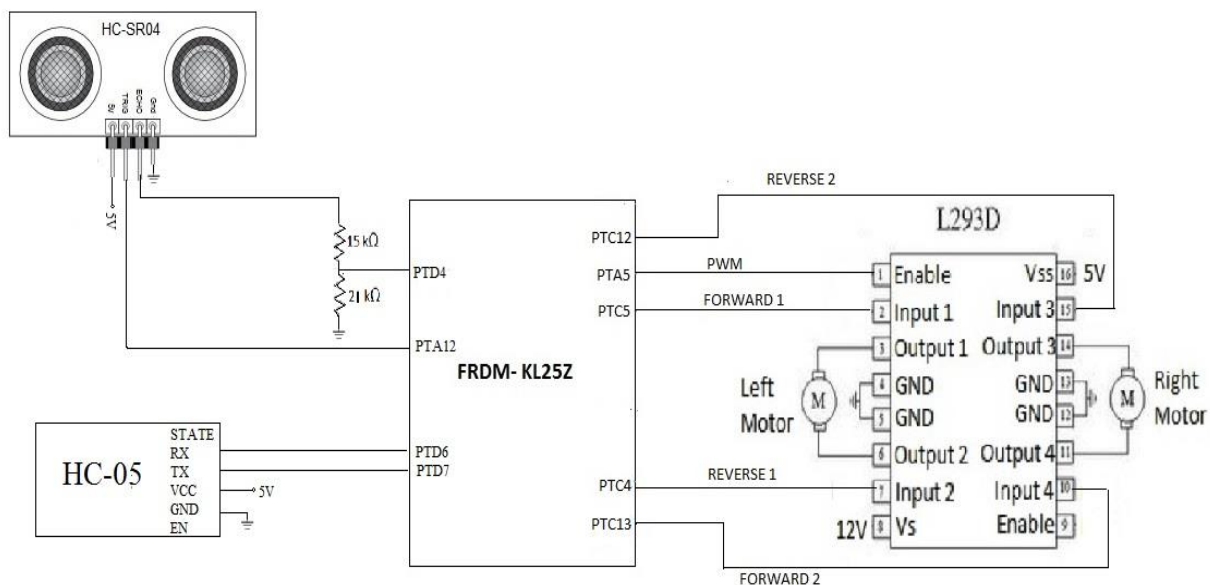 HC-SR04
5V TRIG ECHO Gnd
5V
15 kΩ
21 kΩ
PTD4
PTA12
FRDM- KL25Z
PTC12
PTA5
PTC5
PTD6
PTD7
PTC4
PTC13
HC-05
STATE
RX
TX
VCC
GND
EN
5V
REVERSE 2
PWM
FORWARD 1
REVERSE 1
FORWARD 2
L293D
1 Enable Vss 16 5V
2 Input 1 Input 3 15
3 Output 1 Output 3 14
4 GND GND 13
5 GND GND 12
6 Output 2 Output 4 11
7 Input 2 Input 4 10
12V 8 Vs Enable 9
Left
Motor
M
M
Right
Motor